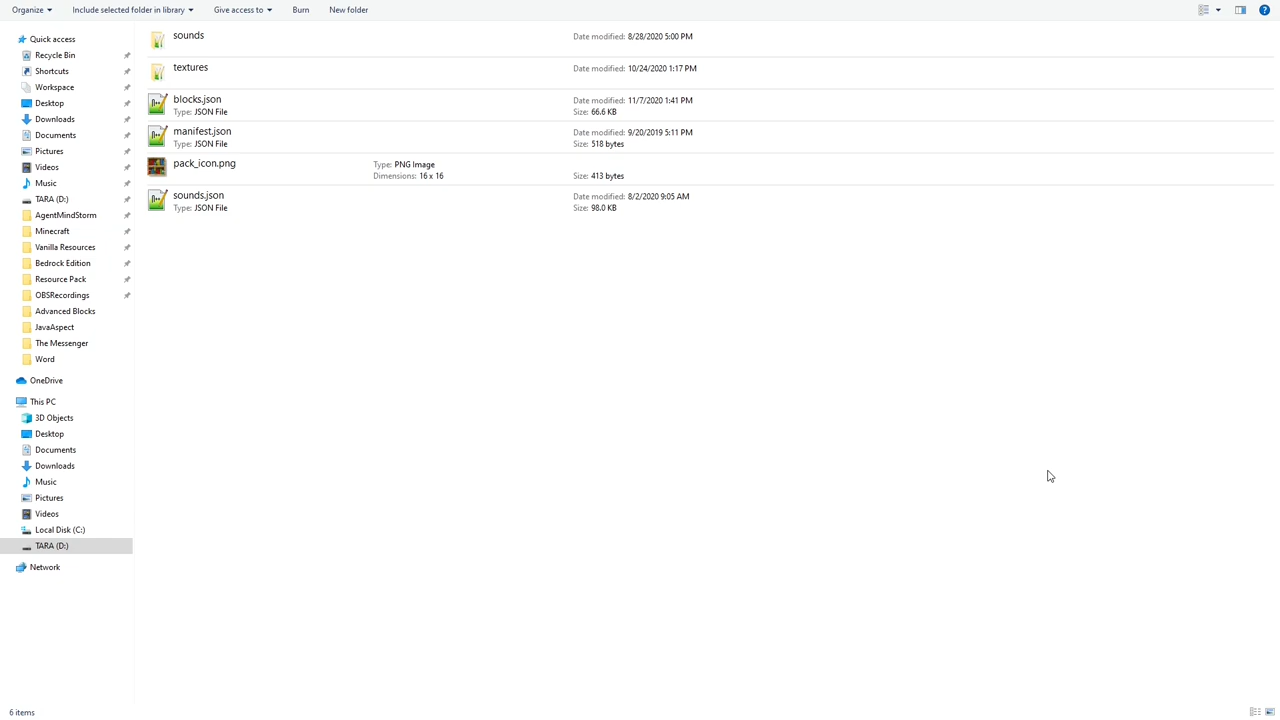 Organize Include selected folder in library Give access to Burn New folder
Quick access
Recycle Bin
Shortcuts
Workspace
Desktop
Downloads
Documents
Pictures
Videos
Music
TARA (D:)
AgentMindStorm
Minecraft
Vanilla Resources
Bedrock Edition
Resource Pack
OBSRecordings
Advanced Blocks
JavaAspect
The Messenger
Word
OneDrive
This PC
3D Objects
Desktop
Documents
Downloads
Music
Pictures
Videos
Local Disk (C:)
TARA (D:)
Network
sounds Date modified: 8/28/2020 5:00 PM
textures Date modified: 10/24/2020 1:17 PM
blocks.json Date modified: 11/7/2020 1:41 PM
Type: JSON File Size: 66.6 KB
manifest.json Date modified: 9/20/2019 5:11 PM
Type: JSON File Size: 518 bytes
pack_icon.png Type: PNG Image
Dimensions: 16 x 16 Size: 413 bytes
sounds.json Date modified: 8/2/2020 9:05 AM
Type: JSON File Size: 98.0 KB
6 items